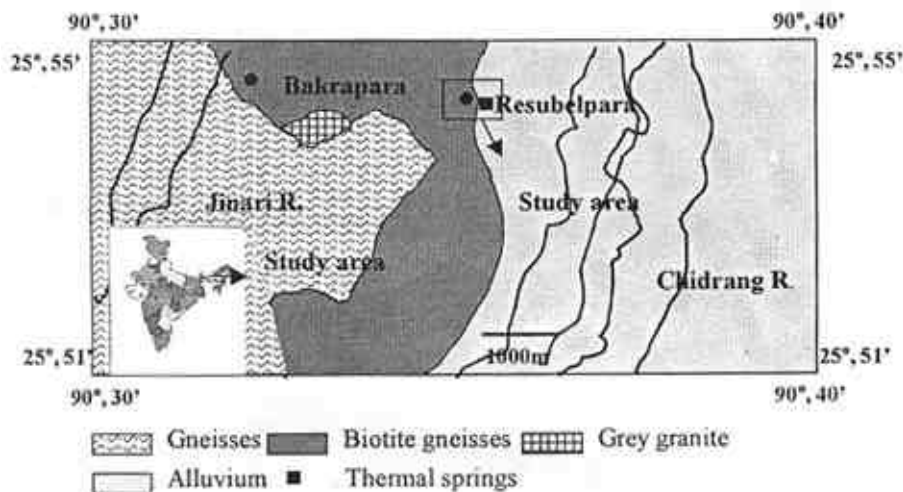 90°, 30' 90°, 40'
25°, 55' 25°, 55'
Bakrapara
Resubelpara
Jinari R. Study area
Study area
Chidrang R.
1000m
25°, 51' 25°, 51'
90°, 30' 90°, 40'
Gneisses Biotite gneisses Grey granite
Alluvium Thermal springs